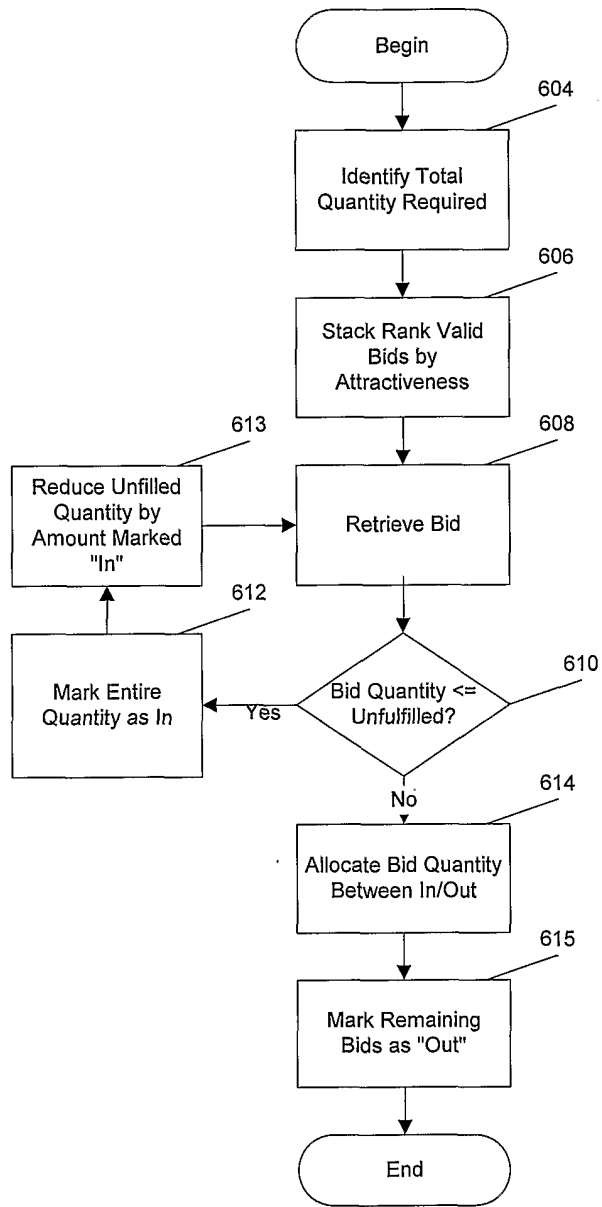 Begin
604
Identify Total
Quantity Required
606
Stack Rank Valid
Bids by
Attractiveness
613
608
Reduce Unfilled
Quantity by
Amount Marked
"In"
Retrieve Bid
612
Mark Entire
Quantity as In
Yes
Bid Quantity <=
Unfulfilled?
610
No
614
Allocate Bid Quantity
Between In/Out
615
Mark Remaining
Bids as "Out"
End